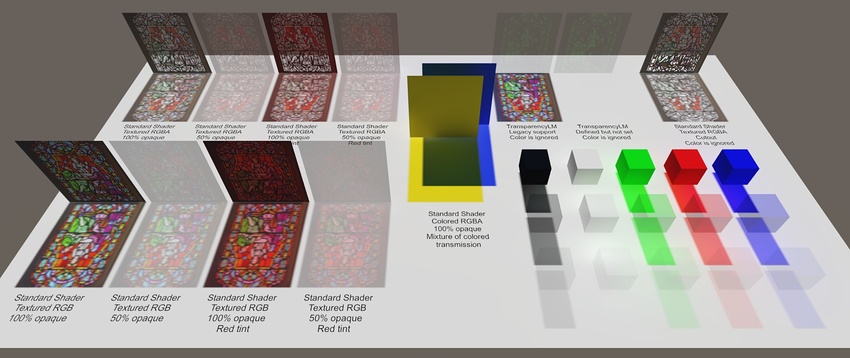 Standard Shader
Textured RGBA
100% opaque
Standard Shader
Textured RGBA
50% opaque
Standard Shader
Textured RGBA
100% opaque
Standard Shader
Textured RGBA
50% opaque
Red tint
TransparencyLM
Legacy support
Color is ignored
TransparencyLM
Defined but not set
Color is ignored
Standard Shader
Textured RGBA
Cutout
Color is ignored
Standard Shader
Colored RGBA
100% opaque
Mixture of colored
transmission
Standard Shader
Textured RGB
100% opaque
Standard Shader
Textured RGB
50% opaque
Standard Shader
Textured RGB
100% opaque
Red tint
Standard Shader
Textured RGB
50% opaque
Red tint